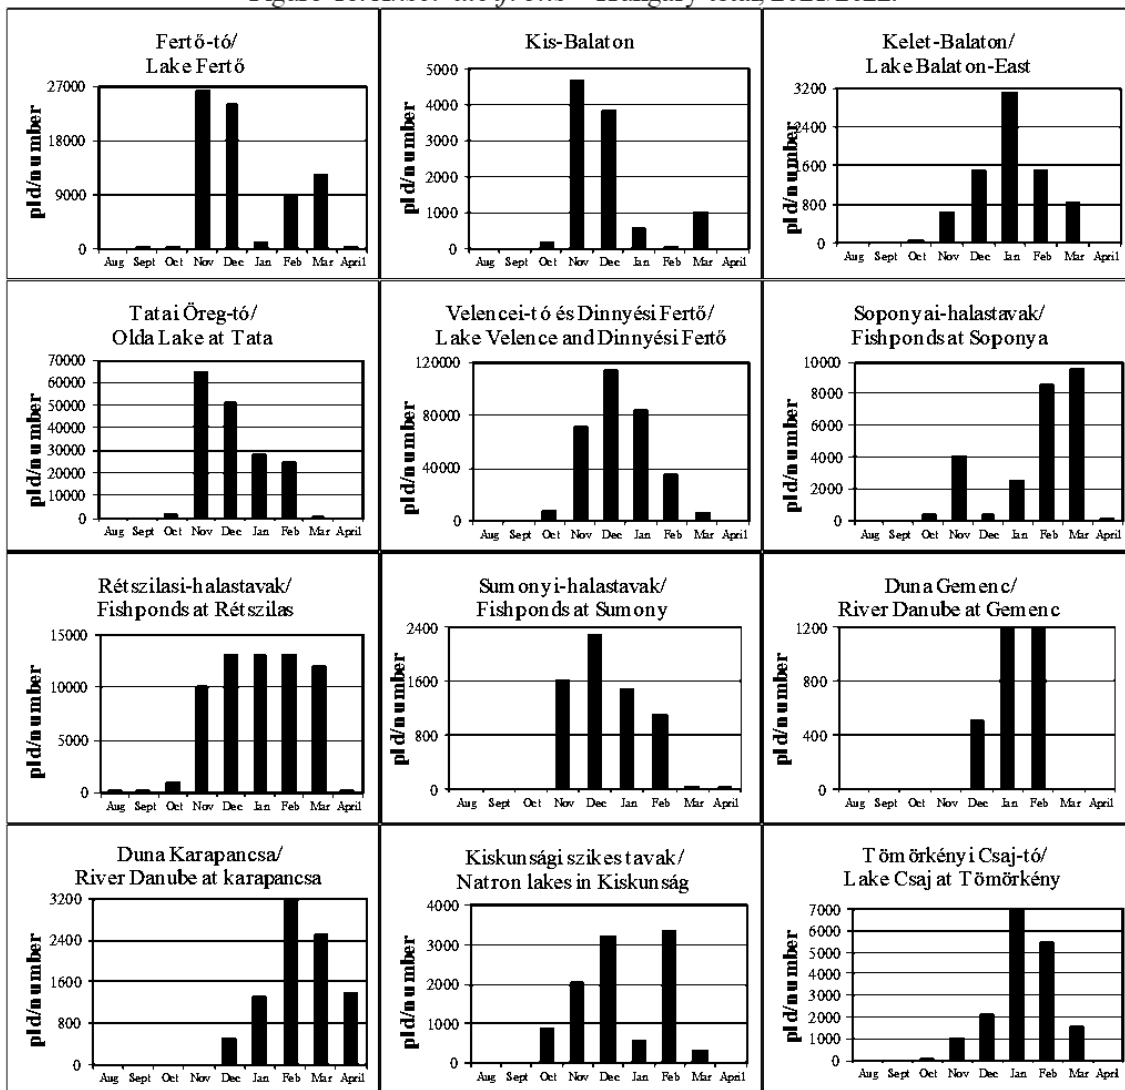 Figure Hungary total, 2021/2022.
Fertő-tó/
Lake Fertő
pld/number
27000
18000
9000
0
Aug Sept Oct Nov Dec Jan Feb Mar April
Kis-Balaton
pld/number
5000
4000
3000
2000
1000
0
Aug Sept Oct Nov Dec Jan Feb Mar April
Kelet-Balaton/
Lake Balaton-East
pld/number
3200
2400
1600
800
0
Aug Sept Oct Nov Dec Jan Feb Mar April
Tatai Öreg-tó/
Olda Lake at Tata
pld/number
70000
60000
50000
40000
30000
20000
10000
0
Aug Sept Oct Nov Dec Jan Feb Mar April
Velencei-tó és Dinnyési Fertő/
Lake Velence and Dinnyési Fertő
pld/number
120000
80000
40000
0
Aug Sept Oct Nov Dec Jan Feb Mar April
Soponyai-halastavak/
Fishponds at Soponya
pld/number
10000
8000
6000
4000
2000
0
Aug Sept Oct Nov Dec Jan Feb Mar April
Rétszilasi-halastavak/
Fishponds at Rétszilas
pld/number
15000
10000
5000
0
Aug Sept Oct Nov Dec Jan Feb Mar April
Sumonyi-halastavak/
Fishponds at Sumony
pld/number
2400
1600
800
0
Aug Sept Oct Nov Dec Jan Feb Mar April
Duna Gemenc/
River Danube at Gemenc
pld/number
1200
800
400
0
Aug Sept Oct Nov Dec Jan Feb Mar April
Duna Karapancsa/
River Danube at karapancsa
pld/number
3200
2400
1600
800
0
Aug Sept Oct Nov Dec Jan Feb Mar April
Kiskunsági szikes tavak/
Natron lakes in Kiskunság
pld/number
4000
3000
2000
1000
0
Aug Sept Oct Nov Dec Jan Feb Mar April
Tömörkényi Csaj-tó/
Lake Csaj at Tömörkény
pld/number
7000
6000
5000
4000
3000
2000
1000
0
Aug Sept Oct Nov Dec Jan Feb Mar April